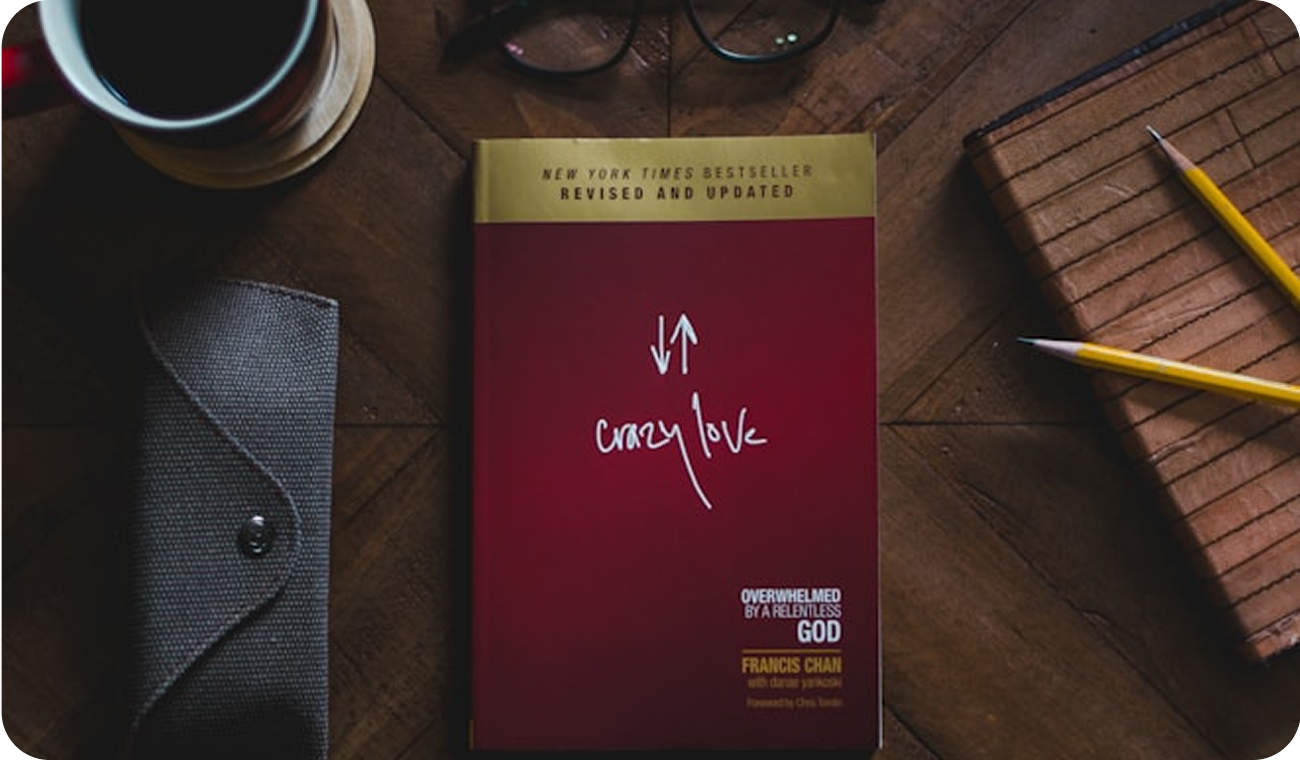 NEW YORK TIMES BESTSELLER
REVISED AND UPDATED
crazy love
OVERWHELMED
BY A RELENTLESS
GOD
FRANCIS CHAN
with danae yankoski
Foreword by Chris Tomlin